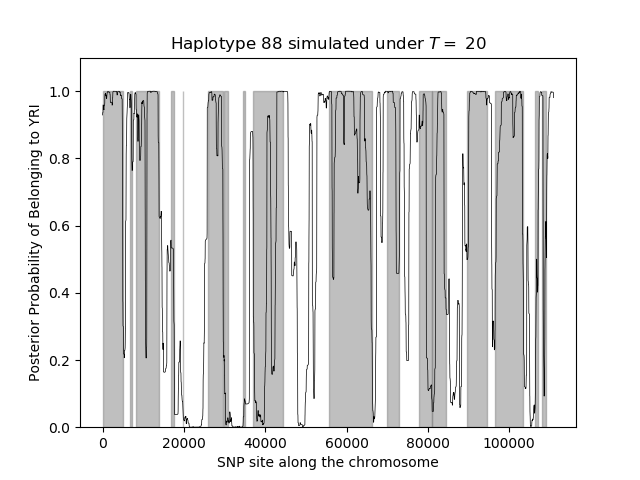 Haplotype 88 simulated under T = 20
Posterior Probability of Belonging to YRI
1.0
0.8
0.6
0.4
0.2
0.0
0 20000 40000 60000 80000 100000
SNP site along the chromosome